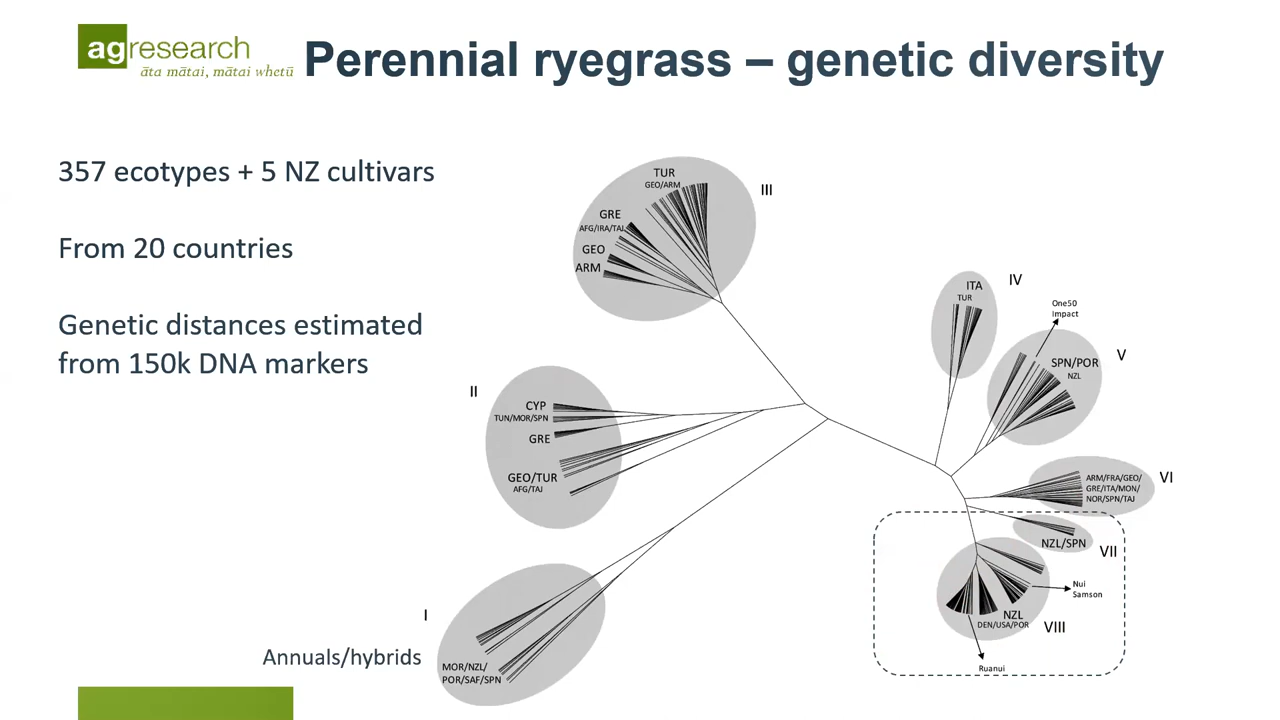 agresearch
āta mātai, mātai whetū
Perennial ryegrass – genetic diversity
357 ecotypes + 5 NZ cultivars
From 20 countries
Genetic distances estimated
from 150k DNA markers
TUR
GEO/ARM
III
GRE
AFG/IRA/TAJ
GEO
ARM
II
CYP
TUN/MOR/SPN
GRE
GEO/TUR
AFG/TAJ
I
Annuals/hybrids
MOR/NZL/
POR/SAF/SPN
IV
ITA
TUR
One50
Impact
V
SPN/POR
NZL
VI
ARM/FRA/GEO/
GRE/ITA/MON/
NOR/SPN/TAJ
NZL/SPN
VII
Nui
Samson
NZL
DEN/USA/POR
VIII
Ruanui